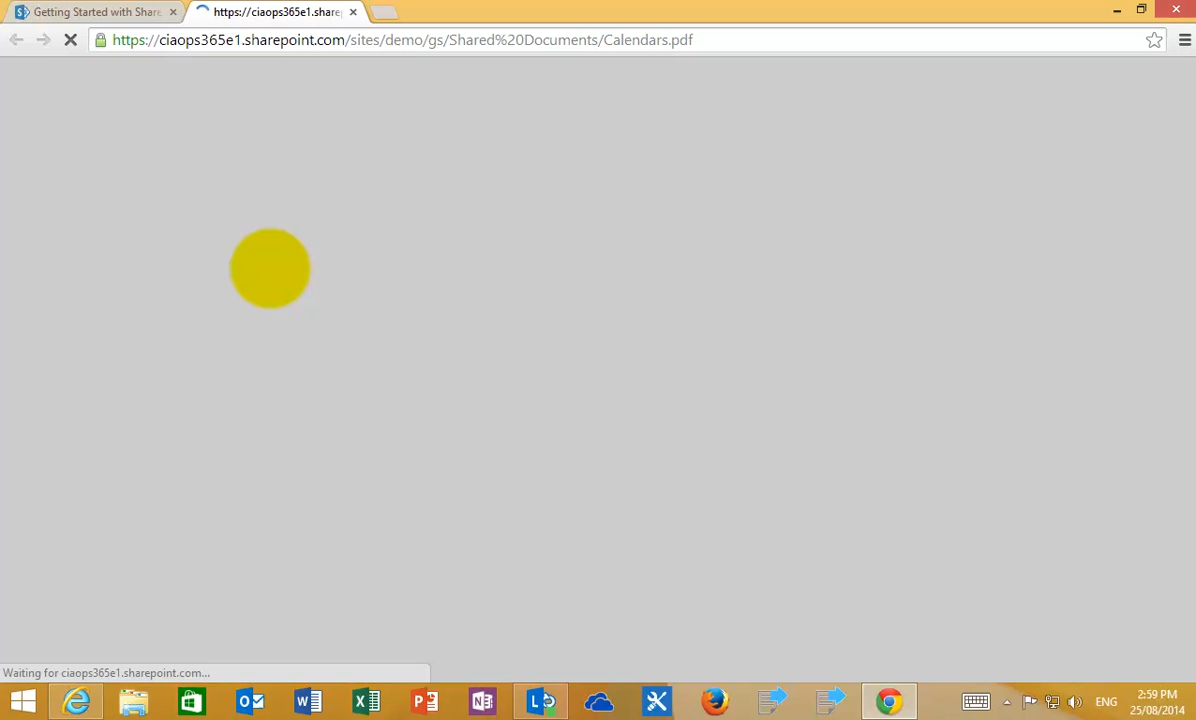 Getting Started with Share
https://ciaops365e1.share
https://ciaops365e1.sharepoint.com/sites/demo/gs/Shared%20Documents/Calendars.pdf
Waiting for ciaops365e1.sharepoint.com...
ENG
2:59 PM
25/08/2014